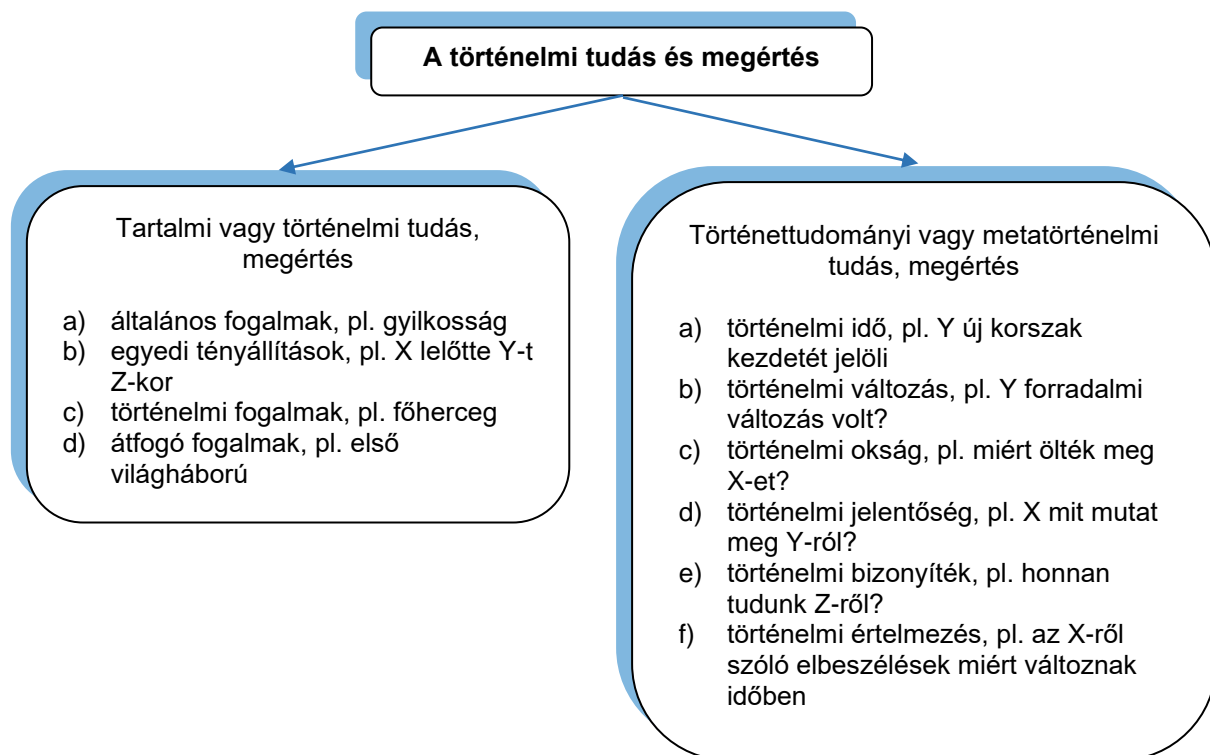 A történelmi tudás és megértés
Tartalmi vagy történelmi tudás,
megértés
a) általános fogalmak, pl. gyilkosság
b) egyedi tényállítások, pl. X lelőtte Y-t
Z-kor
c) történelmi fogalmak, pl. főherceg
d) átfogó fogalmak, pl. első
világháború
Történettudományi vagy metatörténelmi
tudás, megértés
a) történelmi idő, pl. Y új korszak
kezdetét jelöli
b) történelmi változás, pl. Y forradalmi
változás volt?
c) történelmi okság, pl. miért ölték meg
X-et?
d) történelmi jelentőség, pl. X mit mutat
meg Y-ról?
e) történelmi bizonyíték, pl. honnan
tudunk Z-ről?
f) történelmi értelmezés, pl. az X-ről
szóló elbeszélések miért változnak
időben